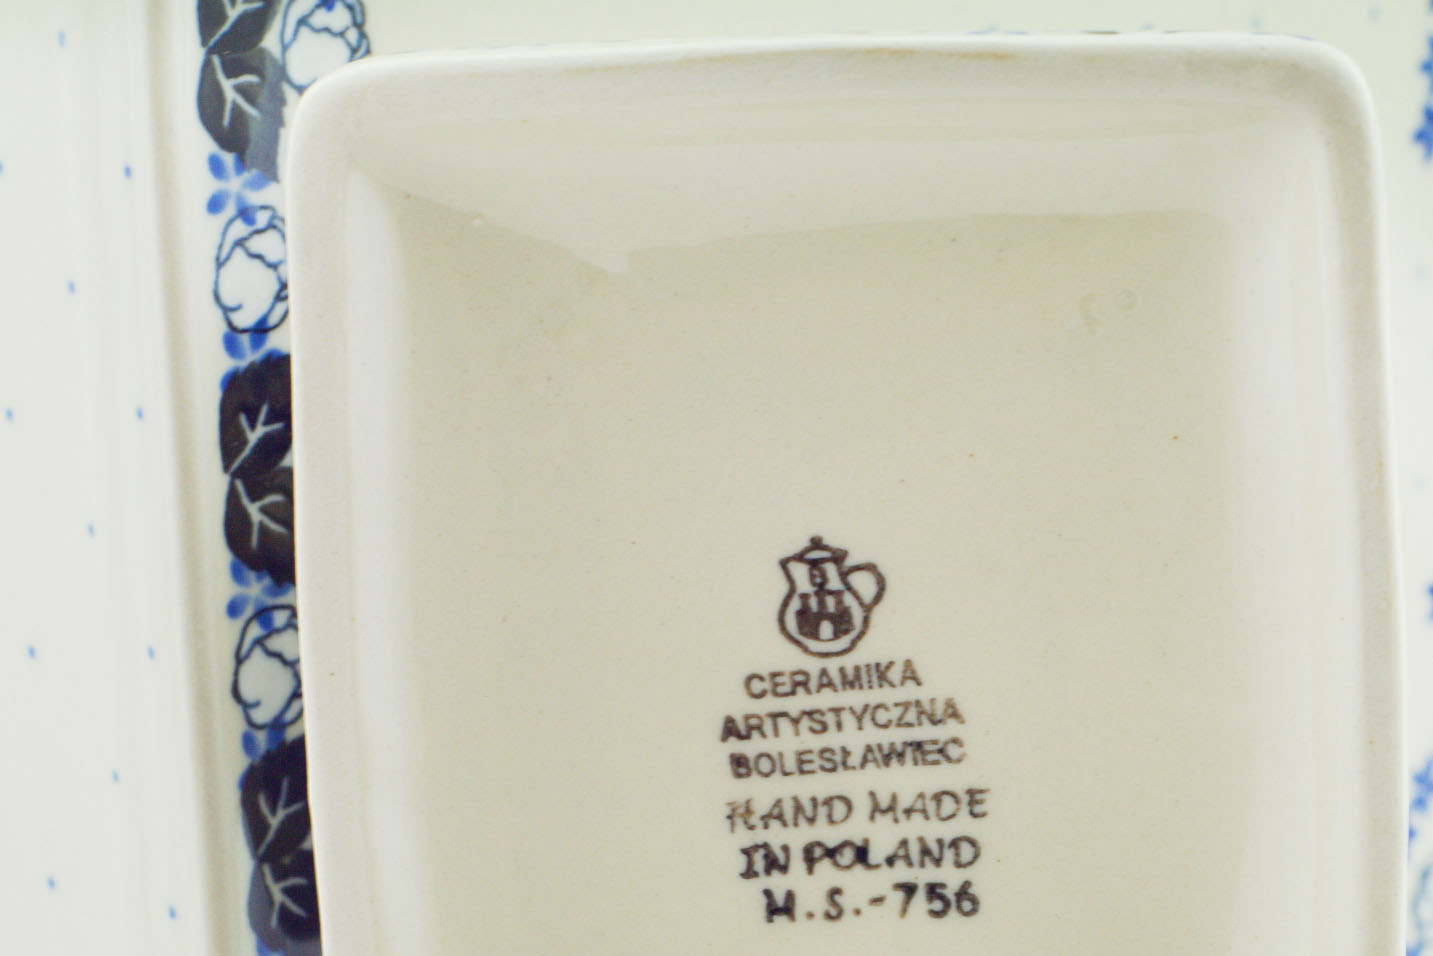 CERAMIKA
ARTYSTYCZNA
BOLESŁAWIEC
HAND MADE
IN POLAND
M.S.-756